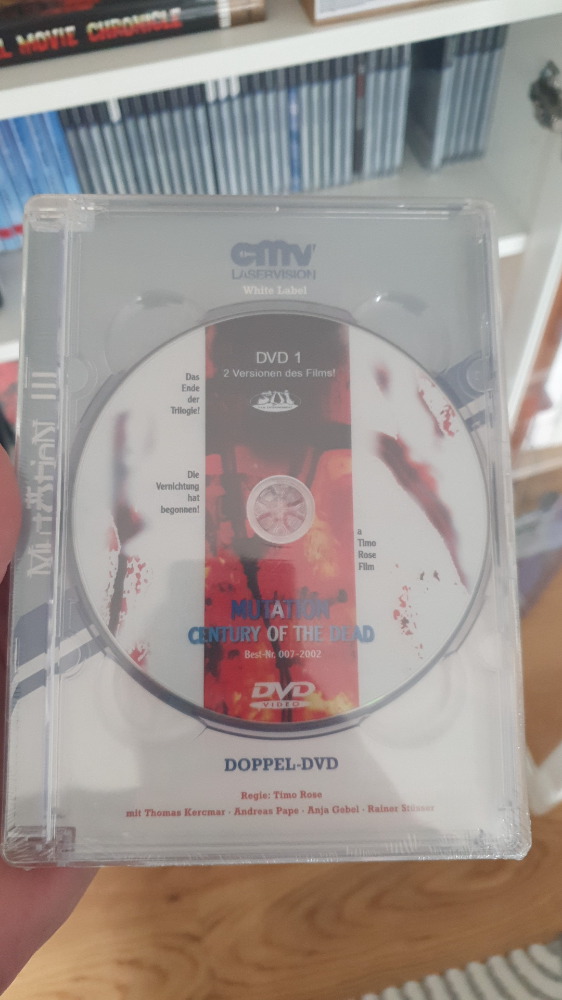 L MOVIE CHRONICLE
cmv
LASERVISION
White Label
DVD 1
2 Versionen des Films!
Das
Ende
der
Trilogie!
Die
Vernichtung
hat
begonnen!
a
Timo
Rose
Film
MUTATION
CENTURY OF THE DEAD
Best-Nr. 007-2002
DVD
VIDEO
DOPPEL-DVD
Regie: Timo Rose
mit Thomas Kercmar · Andreas Pape · Anja Gebel · Rainer
MUTATION III